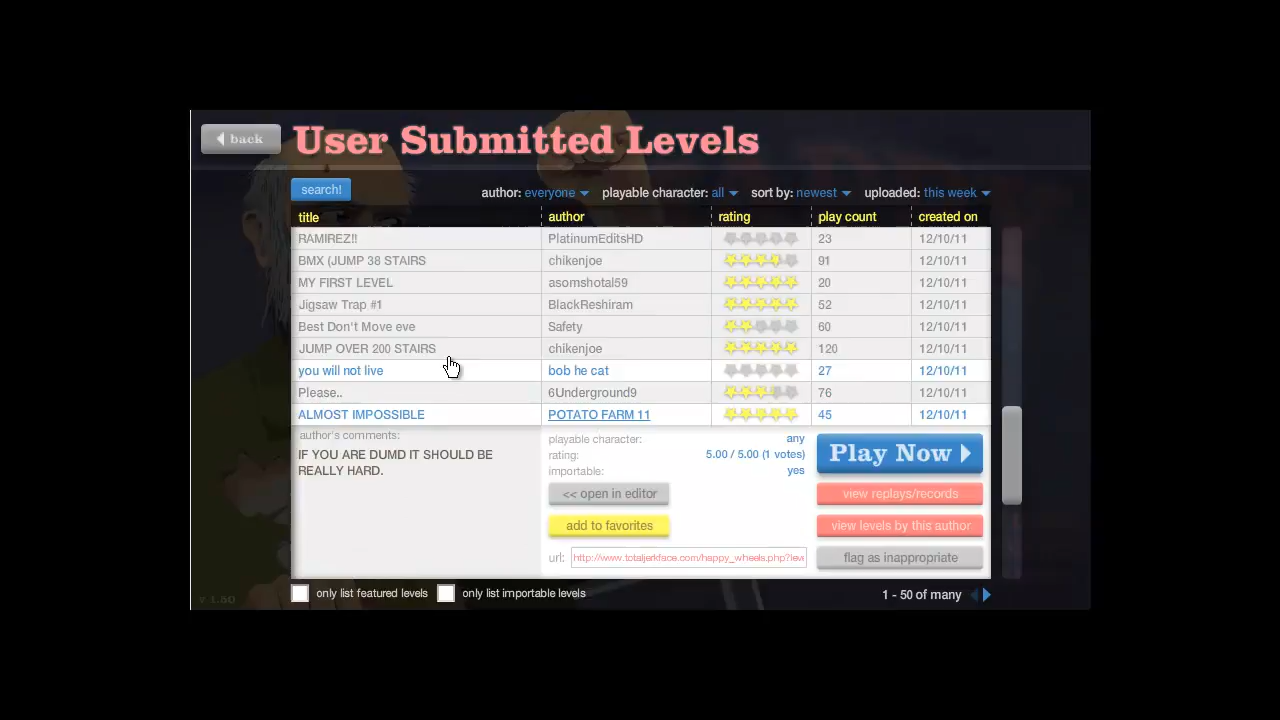 back
User Submitted Levels
search!
author: everyone playable character: all sort by: newest uploaded: this week
title author rating play count created on
RAMIREZ!! PlatinumEditsHD 23 12/10/11
BMX (JUMP 38 STAIRS chikenjoe 91 12/10/11
MY FIRST LEVEL asomshotal59 20 12/10/11
Jigsaw Trap #1 BlackReshiram 52 12/10/11
Best Don't Move eve Safety 60 12/10/11
JUMP OVER 200 STAIRS chikenjoe 120 12/10/11
you will not live bob he cat 27 12/10/11
Please.. 6Underground9 76 12/10/11
ALMOST IMPOSSIBLE POTATO FARM 11 45 12/10/11
author's comments:
IF YOU ARE DUMD IT SHOULD BE
REALLY HARD.
playable character: any
rating: 5.00 / 5.00 (1 votes)
importable: yes
<< open in editor
add to favorites
url: http://www.totaljerkface.com/happy_wheels.php?leve
Play Now
view replays/records
view levels by this author
flag as inappropriate
v 1.50
only list featured levels only list importable levels
1 - 50 of many